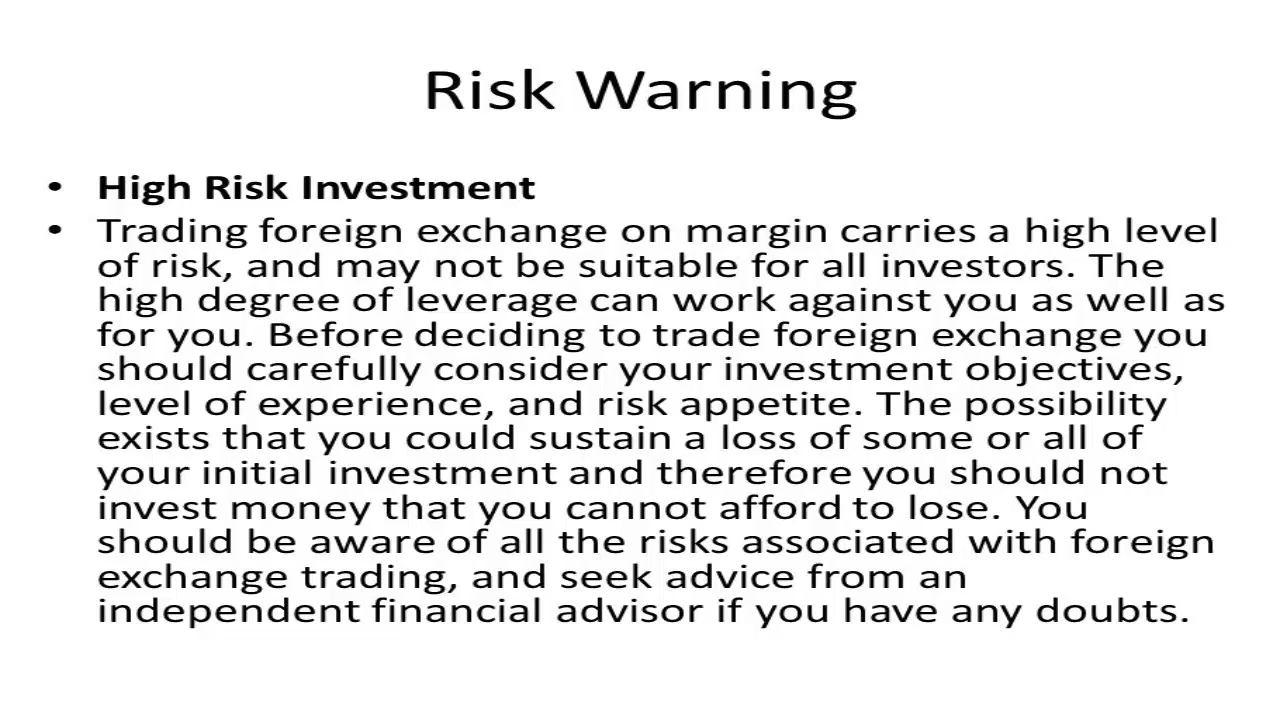 Risk Warning
• High Risk Investment
• Trading foreign exchange on margin carries a high level
of risk, and may not be suitable for all investors. The
high degree of leverage can work against you as well as
for you. Before deciding to trade foreign exchange you
should carefully consider your investment objectives,
level of experience, and risk appetite. The possibility
exists that you could sustain a loss of some or all of
your initial investment and therefore you should not
invest money that you cannot afford to lose. You
should be aware of all the risks associated with foreign
exchange trading, and seek advice from an
independent financial advisor if you have any doubts.